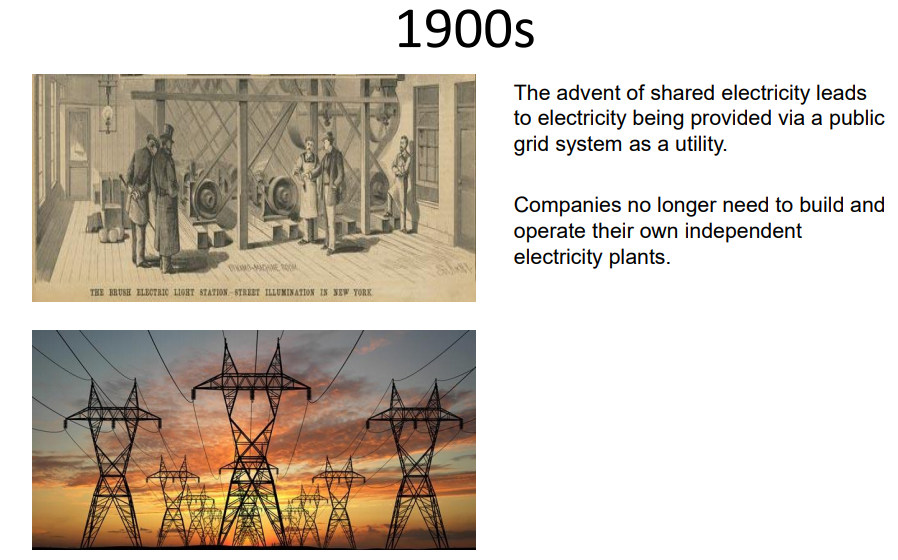 1900s
The advent of shared electricity leads
to electricity being provided via a public
grid system as a utility.
Companies no longer need to build and
operate their own independent
electricity plants.
DYNAMO-MACHINE ROOM
THE BRUSH ELECTRIC LIGHT STATION—STREET ILLUMINATION IN NEW YORK